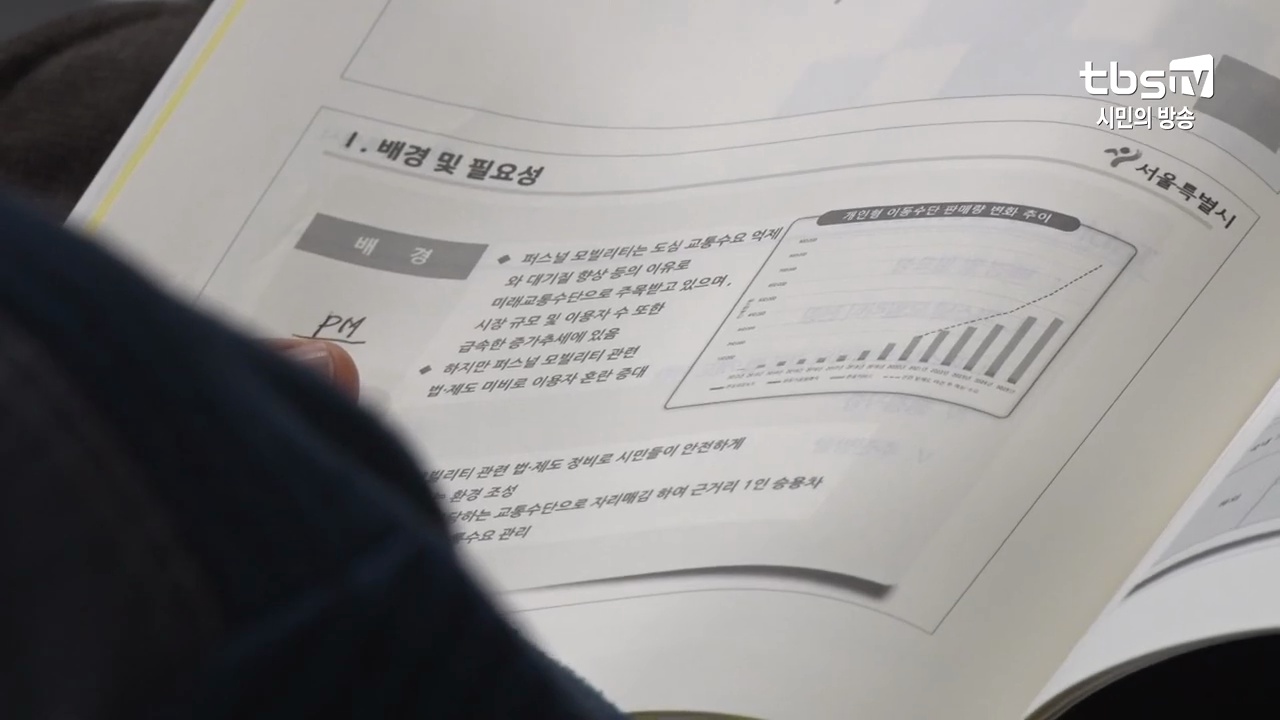 tbsTV
시민의 방송
Ⅰ. 배경 및 필요성
서울특별시
배 경
PM
◆ 퍼스널 모빌리티는 도심 교통수요 억제
와 대기질 향상 등의 이유로
미래교통수단으로 주목받고 있으며,
시장 규모 및 이용자 수 또한
급속한 증가추세에 있음
◆ 하지만 퍼스널 모빌리티 관련
법·제도 미비로 이용자 혼란 증대
개인형 이동수단 판매량 변화 추이
빌리티 관련 법·제도 정비로 시민들이 안전하게
환경 조성
하는 교통수단으로 자리매김 하여 근거리 1인 승용차
수요 관리